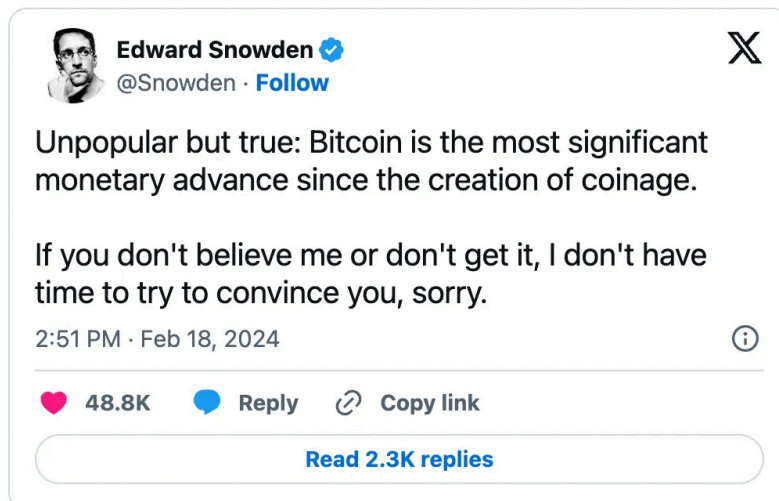 Edward Snowden
@Snowden · Follow
Unpopular but true: Bitcoin is the most significant
monetary advance since the creation of coinage.
If you don't believe me or don't get it, I don't have
time to try to convince you, sorry.
2:51 PM · Feb 18, 2024
48.8K Reply Copy link
Read 2.3K replies